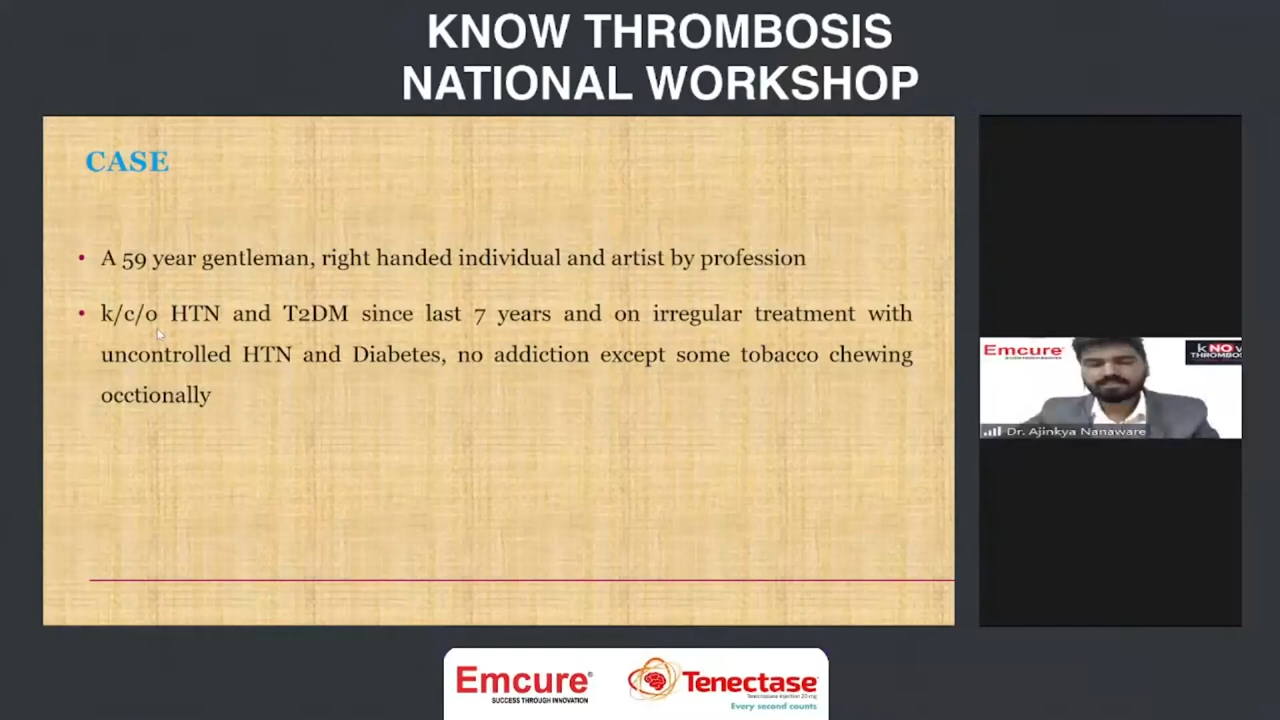 KNOW THROMBOSIS
NATIONAL WORKSHOP
CASE
• A 59 year gentleman, right handed individual and artist by profession
• k/c/o HTN and T2DM since last 7 years and on irregular treatment with
uncontrolled HTN and Diabetes, no addiction except some tobacco chewing
occtionally
Emcure
kNOw
THROMBOS
Dr. Ajinkya Nanaware
Emcure®
SUCCESS THROUGH INNOVATION
Tenectase
Tenecteplase Injection 20 mg
Every second counts